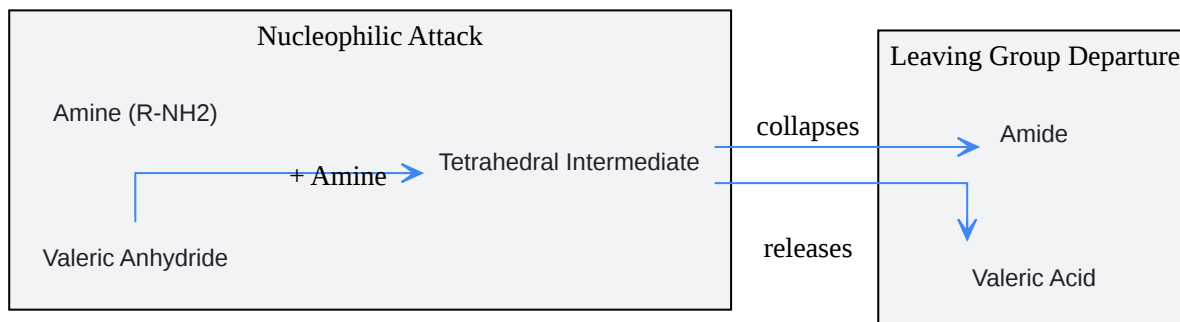 Nucleophilic Attack
Amine (R-NH2)
+ Amine
Tetrahedral Intermediate
Valeric Anhydride
collapses
releases
Leaving Group Departure
Amide
Valeric Acid